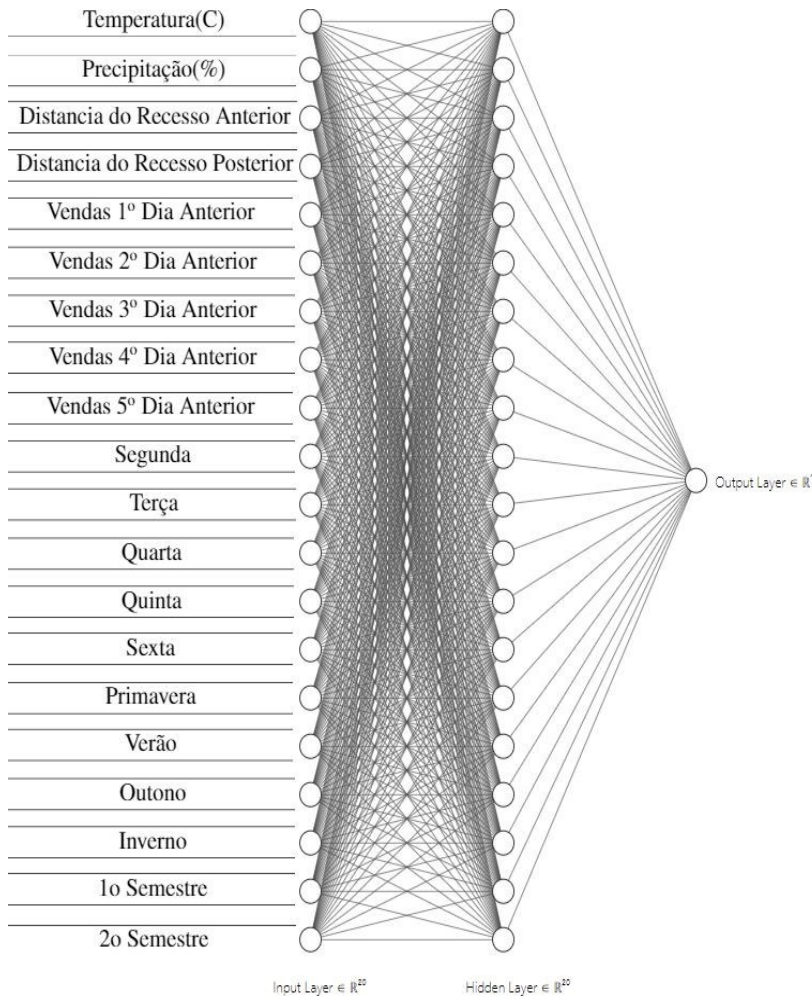 Temperatura(C)
Precipitação(%)
Distancia do Recesso Anterior
Distancia do Recesso Posterior
Vendas 1º Dia Anterior
Vendas 2º Dia Anterior
Vendas 3º Dia Anterior
Vendas 4º Dia Anterior
Vendas 5º Dia Anterior
Segunda
Terça
Quarta
Quinta
Sexta
Primavera
Verão
Outono
Inverno
1o Semestre
2o Semestre
Output Layer ∈ ℝ¹
Input Layer ∈ ℝ²⁰ Hidden Layer ∈ ℝ²⁰